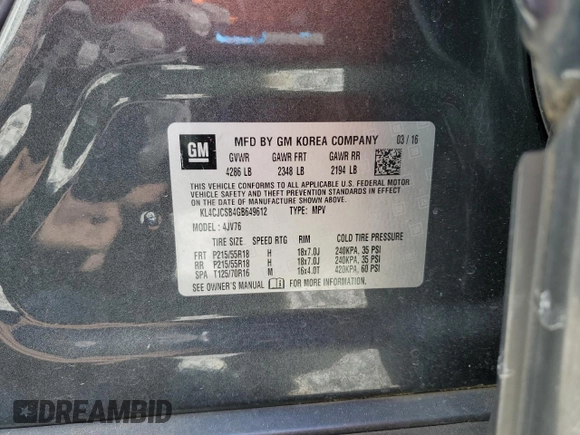 GM
MFD BY GM KOREA COMPANY 03/16
GVWR GAWR FRT GAWR RR
4286 LB 2348 LB 2194 LB
THIS VEHICLE CONFORMS TO ALL APPLICABLE U.S. FEDERAL MOTOR
VEHICLE SAFETY AND THEFT PREVENTION STANDARDS IN EFFECT
ON THE DATE OF MANUFACTURE SHOWN ABOVE.
KL4CJCSB4GB649612 TYPE: MPV
MODEL: 4JV76
TIRE SIZE SPEED RTG RIM COLD TIRE PRESSURE
FRT P215/55R18 H 18x7.0J 240KPA, 35 PSI
RR P215/55R18 H 18x7.0J 240KPA, 35 PSI
SPA T125/70R16 M 16x4.0T 420KPA, 60 PSI
SEE OWNER'S MANUAL FOR MORE INFORMATION.
DREAMBID